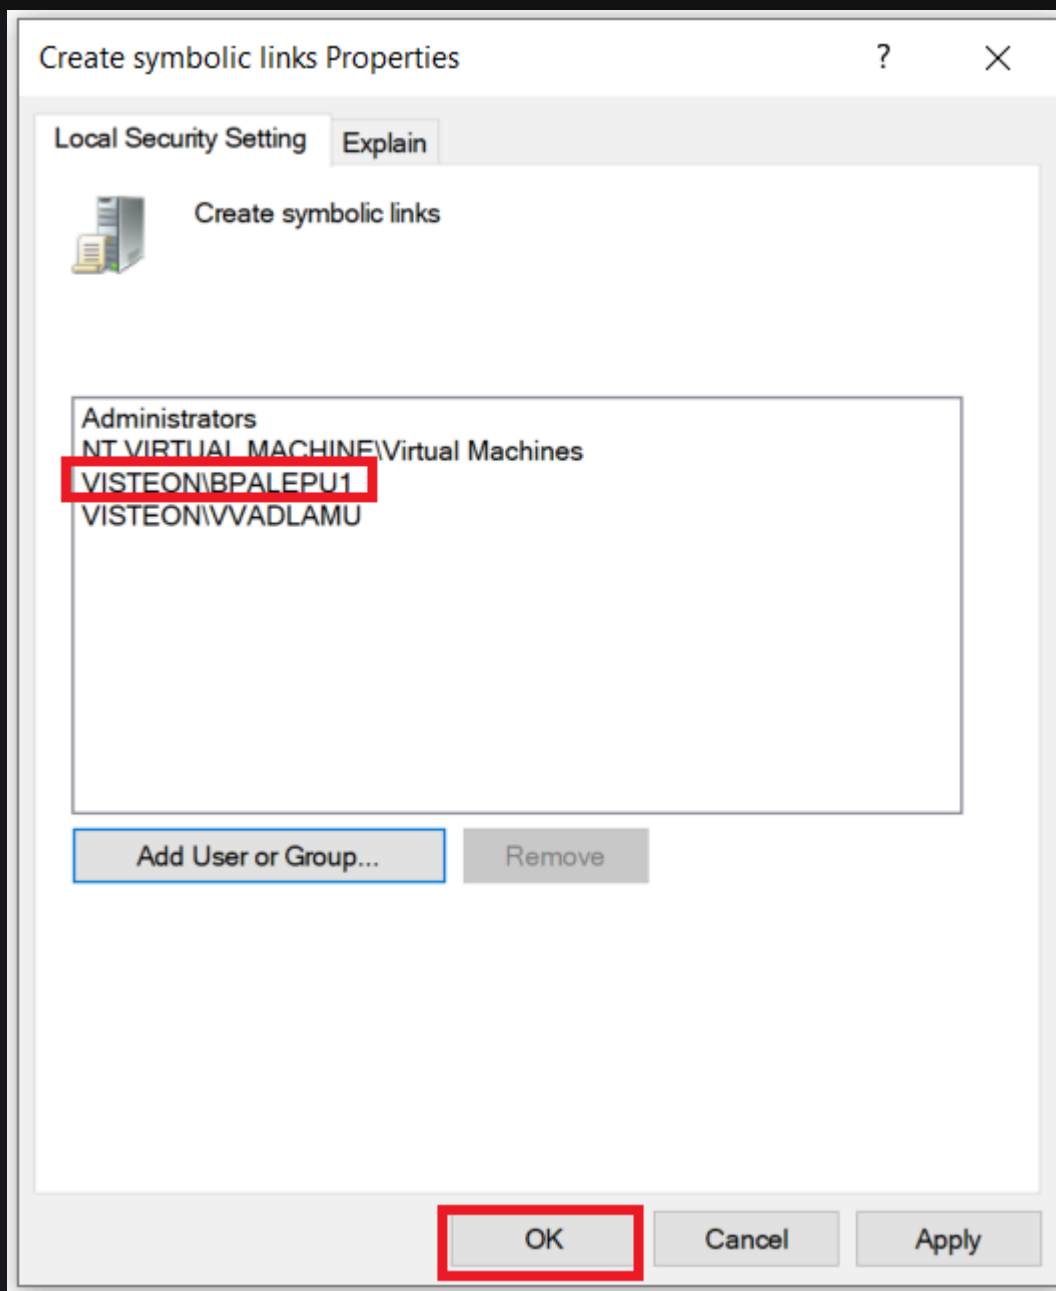 Create symbolic links Properties
?
Local Security Setting
Explain
Create symbolic links
Administrators
NT VIRTUAL MACHINE\Virtual Machines
VISTEON\BPALEPU1
VISTEON\VVADLAMU
Add User or Group...
Remove
OK
Cancel
Apply